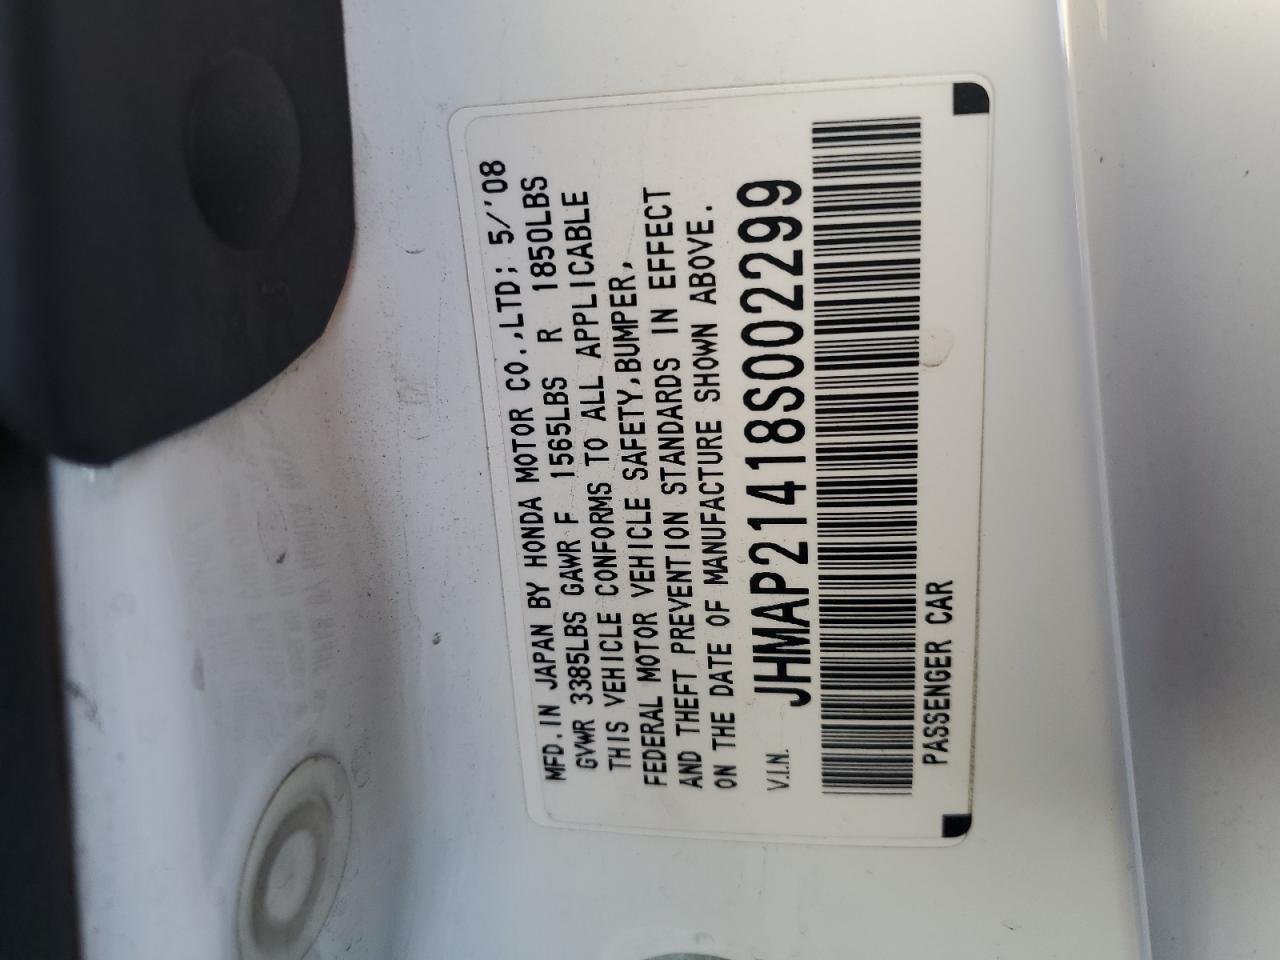 MFD.IN JAPAN BY HONDA MOTOR CO.,LTD; 5/'08
GVWR 3385LBS GAWR F 1565LBS R 1850LBS
THIS VEHICLE CONFORMS TO ALL APPLICABLE
FEDERAL MOTOR VEHICLE SAFETY,BUMPER,
AND THEFT PREVENTION STANDARDS IN EFFECT
ON THE DATE OF MANUFACTURE SHOWN ABOVE.
V.I.N. JHMAP21418S002299
PASSENGER CAR